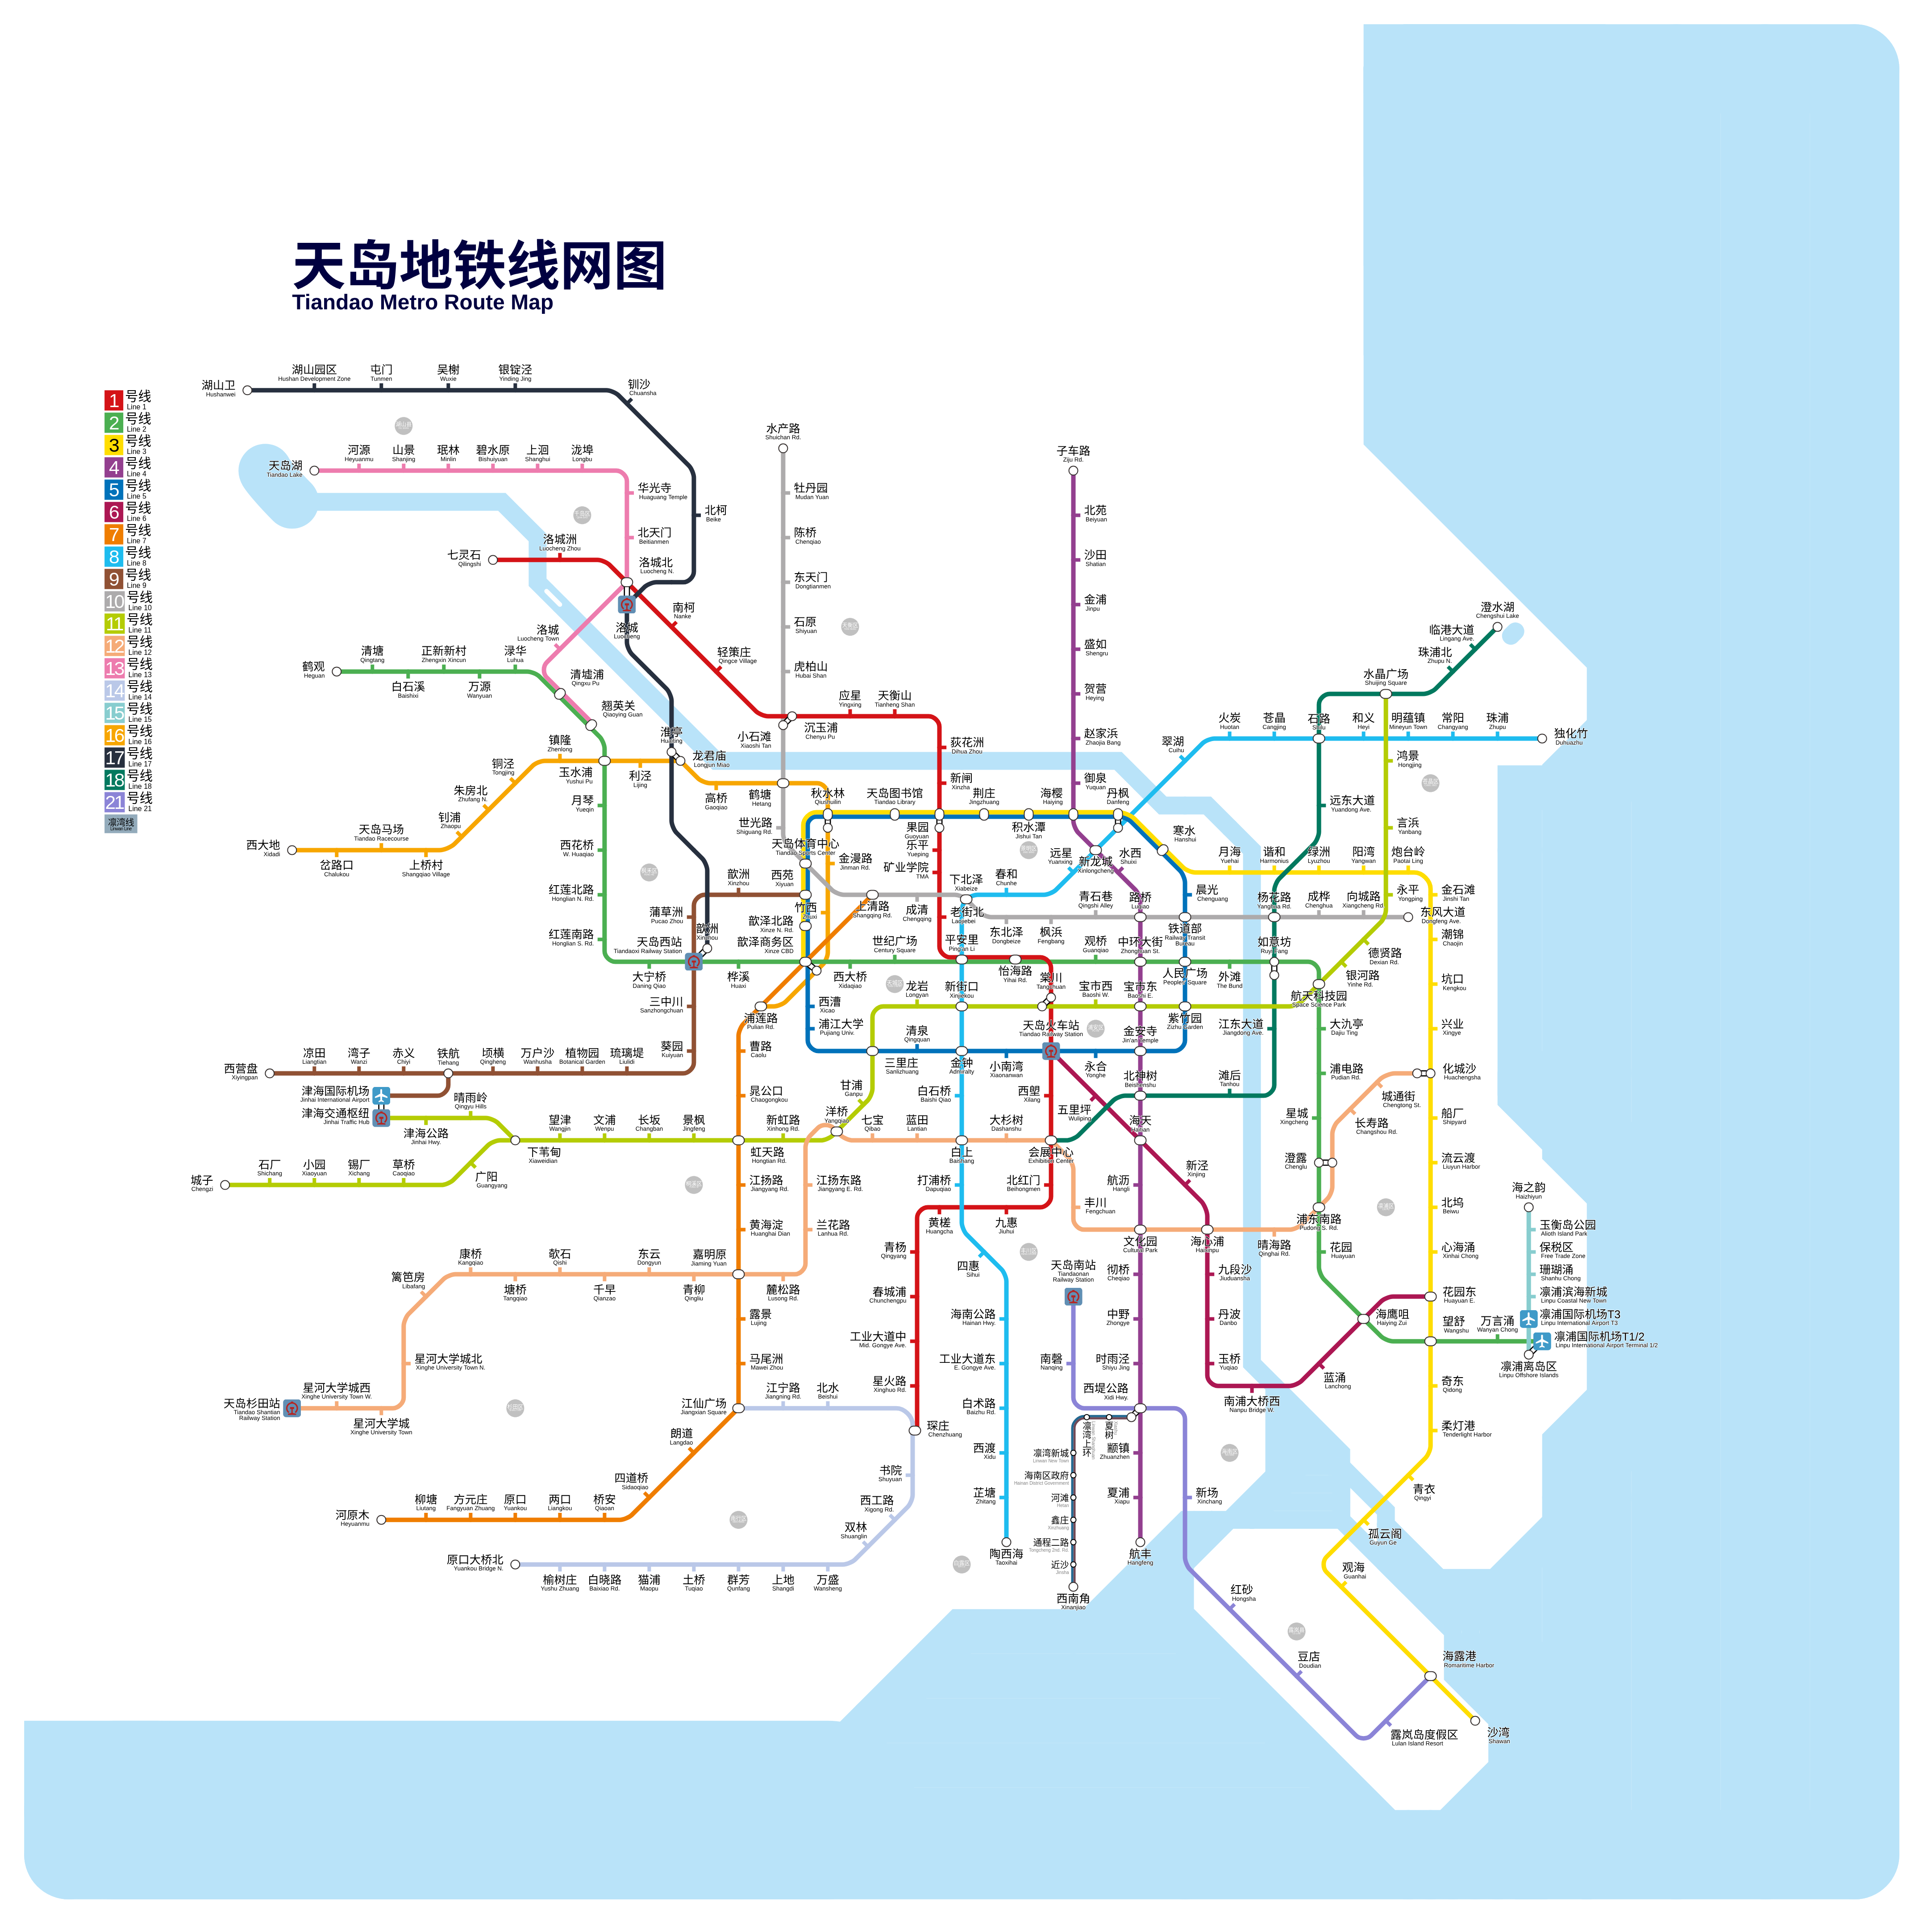 天岛地铁线网图
Tiandao Metro Route Map
1 号线
Line 1
2 号线
Line 2
3 号线
Line 3
4 号线
Line 4
5 号线
Line 5
6 号线
Line 6
7 号线
Line 7
8 号线
Line 8
9 号线
Line 9
10 号线
Line 10
11 号线
Line 11
12 号线
Line 12
13 号线
Line 13
14 号线
Line 14
15 号线
Line 15
16 号线
Line 16
17 号线
Line 17
18 号线
Line 18
21 号线
Line 21
凛湾线
Linwan Line
湖山卫
Hushanwei
湖山园区
Hushan Development Zone
屯门
Tunmen
吴榭
Wuxie
银锭泾
Yinding Jing
钏沙
Chuansha
北柯
Beike
天岛湖
Tiandao Lake
河源
Heyuanmu
山景
Shanjing
珉林
Minlin
碧水原
Bishuiyuan
上洄
Shanghui
泷埠
Longbu
华光寺
Huaguang Temple
北天门
Beitianmen
洛城北
Luocheng N.
七灵石
Qilingshi
洛城洲
Luocheng Zhou
洛城
Luocheng
洛城
Luocheng Town
南柯
Nanke
轻策庄
Qingce Village
鹤观
Heguan
清塘
Qingtang
白石溪
Baishixi
正新新村
Zhengxin Xincun
万源
Wanyuan
渌华
Luhua
清墟浦
Qingxu Pu
翘英关
Qiaoying Guan
镇隆
Zhenlong
铜泾
Tongjing
朱房北
Zhufang N.
钊浦
Zhaopu
上桥村
Shangqiao Village
天岛马场
Tiandao Racecourse
岔路口
Chalukou
西大地
Xidadi
玉水浦
Yushui Pu
利泾
Lijing
淮亭
Huaiting
龙君庙
Longjun Miao
高桥
Gaoqiao
鹤塘
Hetang
月琴
Yueqin
西花桥
W. Huaqiao
红莲北路
Honglian N. Rd.
红莲南路
Honglian S. Rd.
水产路
Shuichan Rd.
牡丹园
Mudan Yuan
陈桥
Chenqiao
东天门
Dongtianmen
石原
Shiyuan
虎柏山
Hubai Shan
沉玉浦
Chenyu Pu
小石滩
Xiaoshi Tan
应星
Yingxing
天衡山
Tianheng Shan
荻花洲
Dihua Zhou
新闸
Xinzha
世光路
Shiguang Rd.
秋水林
Qiushuilin
天岛图书馆
Tiandao Library
果园
Guoyuan
荆庄
Jingzhuang
积水潭
Jishui Tan
海樱
Haiying
丹枫
Danfeng
子车路
Ziju Rd.
北苑
Beiyuan
沙田
Shatian
金浦
Jinpu
盛如
Shengru
贺营
Heying
赵家浜
Zhaojia Bang
御泉
Yuquan
翠湖
Cuihu
火炭
Huotan
苍晶
Cangjing
石路
Shilu
和义
Heyi
明蕴镇
Mineyun Town
常阳
Changyang
珠浦
Zhupu
独化竹
Duhuazhu
澄水湖
Chengshui Lake
临港大道
Lingang Ave.
珠浦北
Zhupu N.
水晶广场
Shuijing Square
鸿景
Hongjing
远东大道
Yuandong Ave.
言浜
Yanbang
天岛体育中心
Tiandao Sports Center
金漫路
Jinman Rd.
乐平
Yueping
矿业学院
TMA
远星
Yuanxing
新龙城
Xinlongcheng
水西
Shuixi
寒水
Hanshui
月海
Yuehai
谐和
Harmonius
绿洲
Lyuzhou
阳湾
Yangwan
炮台岭
Paotai Ling
歆洲
Xinzhou
西苑
Xiyuan
竹西
Zhuxi
上清路
Shangqing Rd.
成清
Chengqing
下北泽
Xiabeize
春和
Chunhe
老街北
Laojiebei
青石巷
Qingshi Alley
路桥
Luqiao
晨光
Chenguang
杨花路
Yanghua Rd.
成桦
Chenghua
向城路
Xiangcheng Rd.
永平
Yongping
金石滩
Jinshi Tan
东风大道
Dongfeng Ave.
蒲草洲
Pucao Zhou
歆洲
Xinzhou
歆泽北路
Xinze N. Rd.
歆泽商务区
Xinze CBD
天岛西站
Tiandaoxi Railway Station
大宁桥
Daning Qiao
桦溪
Huaxi
西大桥
Xidaqiao
世纪广场
Century Square
平安里
Pingan Li
东北泽
Dongbeize
枫浜
Fengbang
怡海路
Yihai Rd.
棠川
Tangchuan
观桥
Guanqiao
中环大街
Zhonghuan St.
铁道部
Railway Transit
Bureau
人民广场
Peoples' Square
外滩
The Bund
如意坊
Ruyi Fang
潮锦
Chaojin
德贤路
Dexian Rd.
银河路
Yinhe Rd.
航天科技园
Space Science Park
坑口
Kengkou
三中川
Sanzhongchuan
葵园
Kuiyuan
浦莲路
Pulian Rd.
西漕
Xicao
浦江大学
Pujiang Univ.
龙岩
Longyan
新街口
Xinjiekou
清泉
Qingquan
三里庄
Sanlizhuang
金钟
Admiralty
小南湾
Xiaonanwan
天岛火车站
Tiandao Railway Station
宝市西
Baoshi W.
宝市东
Baoshi E.
金安寺
Jin'an Temple
紫竹园
Zizhu Garden
永合
Yonghe
江东大道
Jiangdong Ave.
大氿亭
Dajiu Ting
兴业
Xingye
西营盘
Xiyingpan
凉田
Liangtian
湾子
Wanzi
赤义
Chiyi
铁航
Tiehang
顷横
Qingheng
万户沙
Wanhusha
植物园
Botanical Garden
琉璃堤
Liulidi
津海国际机场
Jinhai International Airport
津海交通枢纽
Jinhai Traffic Hub
晴雨岭
Qingyu Hills
津海公路
Jinhai Hwy.
曹路
Caolu
晁公口
Chaogongkou
甘浦
Ganpu
白石桥
Baishi Qiao
西塱
Xilang
北神树
Beishenshu
滩后
Tanhou
浦电路
Pudian Rd.
化城沙
Huachengsha
城通街
Chengtong St.
城子
Chengzi
石厂
Shichang
小园
Xiaoyuan
锡厂
Xichang
草桥
Caoqiao
广阳
Guangyang
下苇甸
Xiaweidian
望津
Wangjin
文浦
Wenpu
长坂
Changban
景枫
Jingfeng
虹天路
Hongtian Rd.
新虹路
Xinhong Rd.
洋桥
Yangqiao
七宝
Qibao
蓝田
Lantian
白上
Baishang
大杉树
Dashanshu
会展中心
Exhibition Center
五里坪
Wuliping
海天
Haitian
星城
Xingcheng
长寿路
Changshou Rd.
船厂
Shipyard
江扬路
Jiangyang Rd.
江扬东路
Jiangyang E. Rd.
打浦桥
Dapuqiao
北红门
Beihongmen
丰川
Fengchuan
航沥
Hangli
新泾
Xinjing
澄露
Chenglu
流云渡
Liuyun Harbor
黄海淀
Huanghai Dian
兰花路
Lanhua Rd.
黄槎
Huangcha
九惠
Jiuhui
文化园
Cultural Park
海心浦
Haixinpu
浦东南路
Pudong S. Rd.
晴海路
Qinghai Rd.
北坞
Beiwu
海之韵
Haizhiyun
玉衡岛公园
Alioth Island Park
保税区
Free Trade Zone
珊瑚涌
Shanhu Chong
凛浦滨海新城
Linpu Coastal New Town
凛浦国际机场T3
Linpu International Airport T3
凛浦国际机场T1/2
Linpu International Airport Terminal 1/2
凛浦离岛区
Linpu Offshore Islands
篱笆房
Libafang
康桥
Kangqiao
塘桥
Tangqiao
欹石
Qishi
千早
Qianzao
东云
Dongyun
青柳
Qingliu
嘉明原
Jiaming Yuan
麓松路
Lusong Rd.
青杨
Qingyang
四惠
Sihui
天岛南站
Tiandaonan
Railway Station
彻桥
Cheqiao
九段沙
Jiuduansha
花园
Huayuan
心海涌
Xinhai Chong
花园东
Huayuan E.
露景
Lujing
春城浦
Chunchengpu
海南公路
Hainan Hwy.
中野
Zhongye
丹波
Danbo
海鹰咀
Haiying Zui
望舒
Wangshu
万言涌
Wanyan Chong
星河大学城北
Xinghe University Town N.
马尾洲
Mawei Zhou
工业大道中
Mid. Gongye Ave.
工业大道东
E. Gongye Ave.
南磬
Nanqing
时雨泾
Shiyu Jing
玉桥
Yuqiao
蓝涌
Lanchong
天岛杉田站
Tiandao Shantian
Railway Station
星河大学城西
Xinghe University Town W.
星河大学城
Xinghe University Town
江仙广场
Jiangxian Square
江宁路
Jiangning Rd.
北水
Beishui
星火路
Xinghuo Rd.
琛庄
Chenzhuang
白术路
Baizhu Rd.
西堤公路
Xidi Hwy.
南浦大桥西
Nanpu Bridge W.
奇东
Qidong
柔灯港
Tenderlight Harbor
朗道
Langdao
四道桥
Sidaoqiao
书院
Shuyuan
西渡
Xidu
凛湾上环
夏树
凛湾新城
Linwan New Town
颛镇
Zhuanzhen
海南区政府
Hainan District Government
河滩
Hetan
鑫庄
Xinzhuang
通程二路
Tongcheng 2nd. Rd.
近沙
Jinsha
西南角
Xinanjiao
河原木
Heyuanmu
柳塘
Liutang
方元庄
Fangyuan Zhuang
原口
Yuankou
两口
Liangkou
桥安
Qiaoan
西工路
Xigong Rd.
双林
Shuanglin
芷塘
Zhitang
陶西海
Taoxihai
夏浦
Xiapu
航丰
Hangfeng
新场
Xinchang
青衣
Qingyi
孤云阁
Guyun Ge
观海
Guanhai
原口大桥北
Yuankou Bridge N.
榆树庄
Yushu Zhuang
白晓路
Baixiao Rd.
猫浦
Maopu
土桥
Tuqiao
群芳
Qunfang
上地
Shangdi
万盛
Wansheng
红砂
Hongsha
豆店
Doudian
海露港
Romaritime Harbor
露岚岛度假区
Lulan Island Resort
沙湾
Shawan